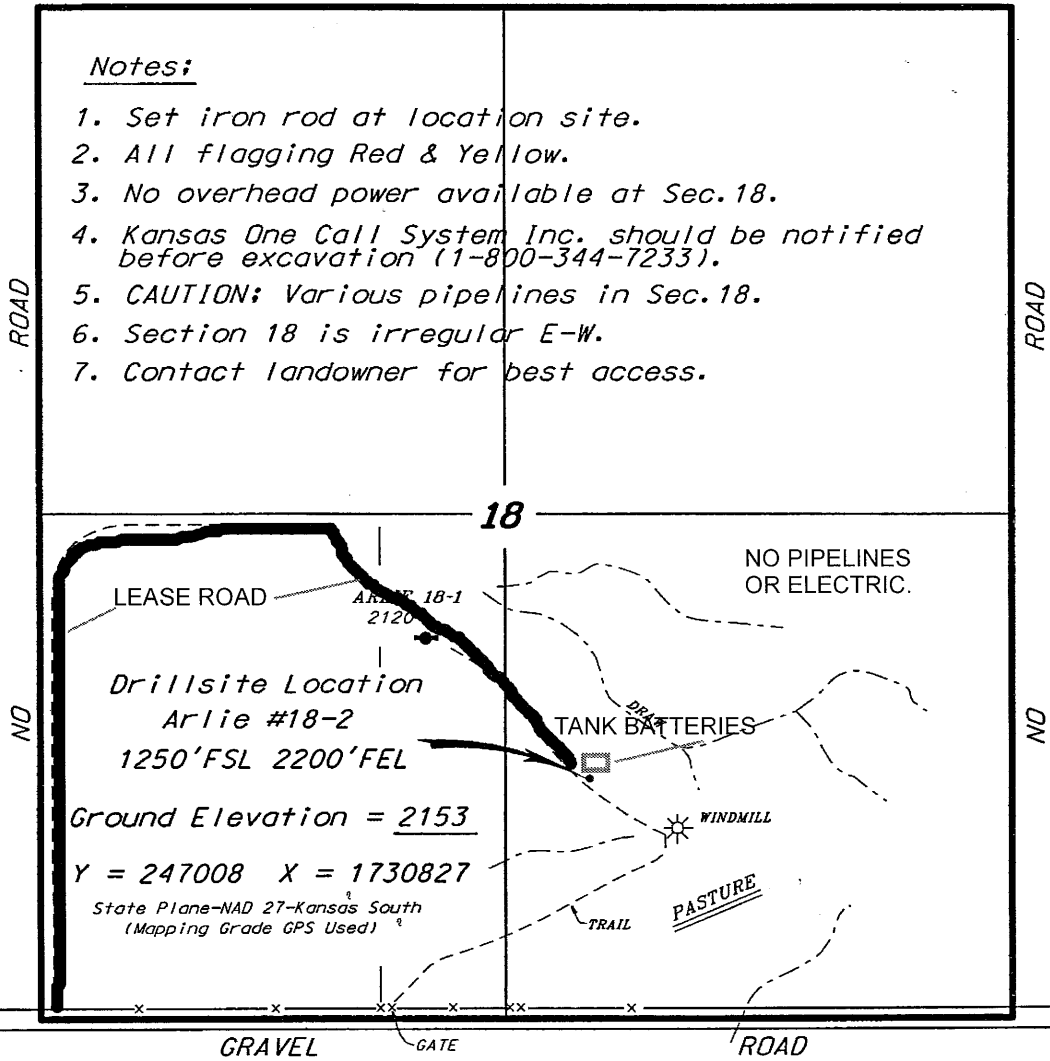 Notes:
1. Set iron rod at location site.
2. All flagging Red & Yellow.
3. No overhead power available at Sec.18.
4. Kansas One Call System Inc. should be notified
before excavation (1-800-344-7233).
5. CAUTION: Various pipelines in Sec.18.
6. Section 18 is irregular E-W.
7. Contact landowner for best access.
ROAD
ROAD
18
NO PIPELINES
OR ELECTRIC.
LEASE ROAD
ARLIE 18-1
2120
Drillsite Location
Arlie #18-2
1250'FSL 2200'FEL
DRAW
TANK BATTERIES
NO
NO
Ground Elevation = 2153
WINDMILL
Y = 247008 X = 1730827
State Plane-NAD 27-Kansas South
(Mapping Grade GPS Used)
PASTURE
TRAIL
GRAVEL
GATE
ROAD